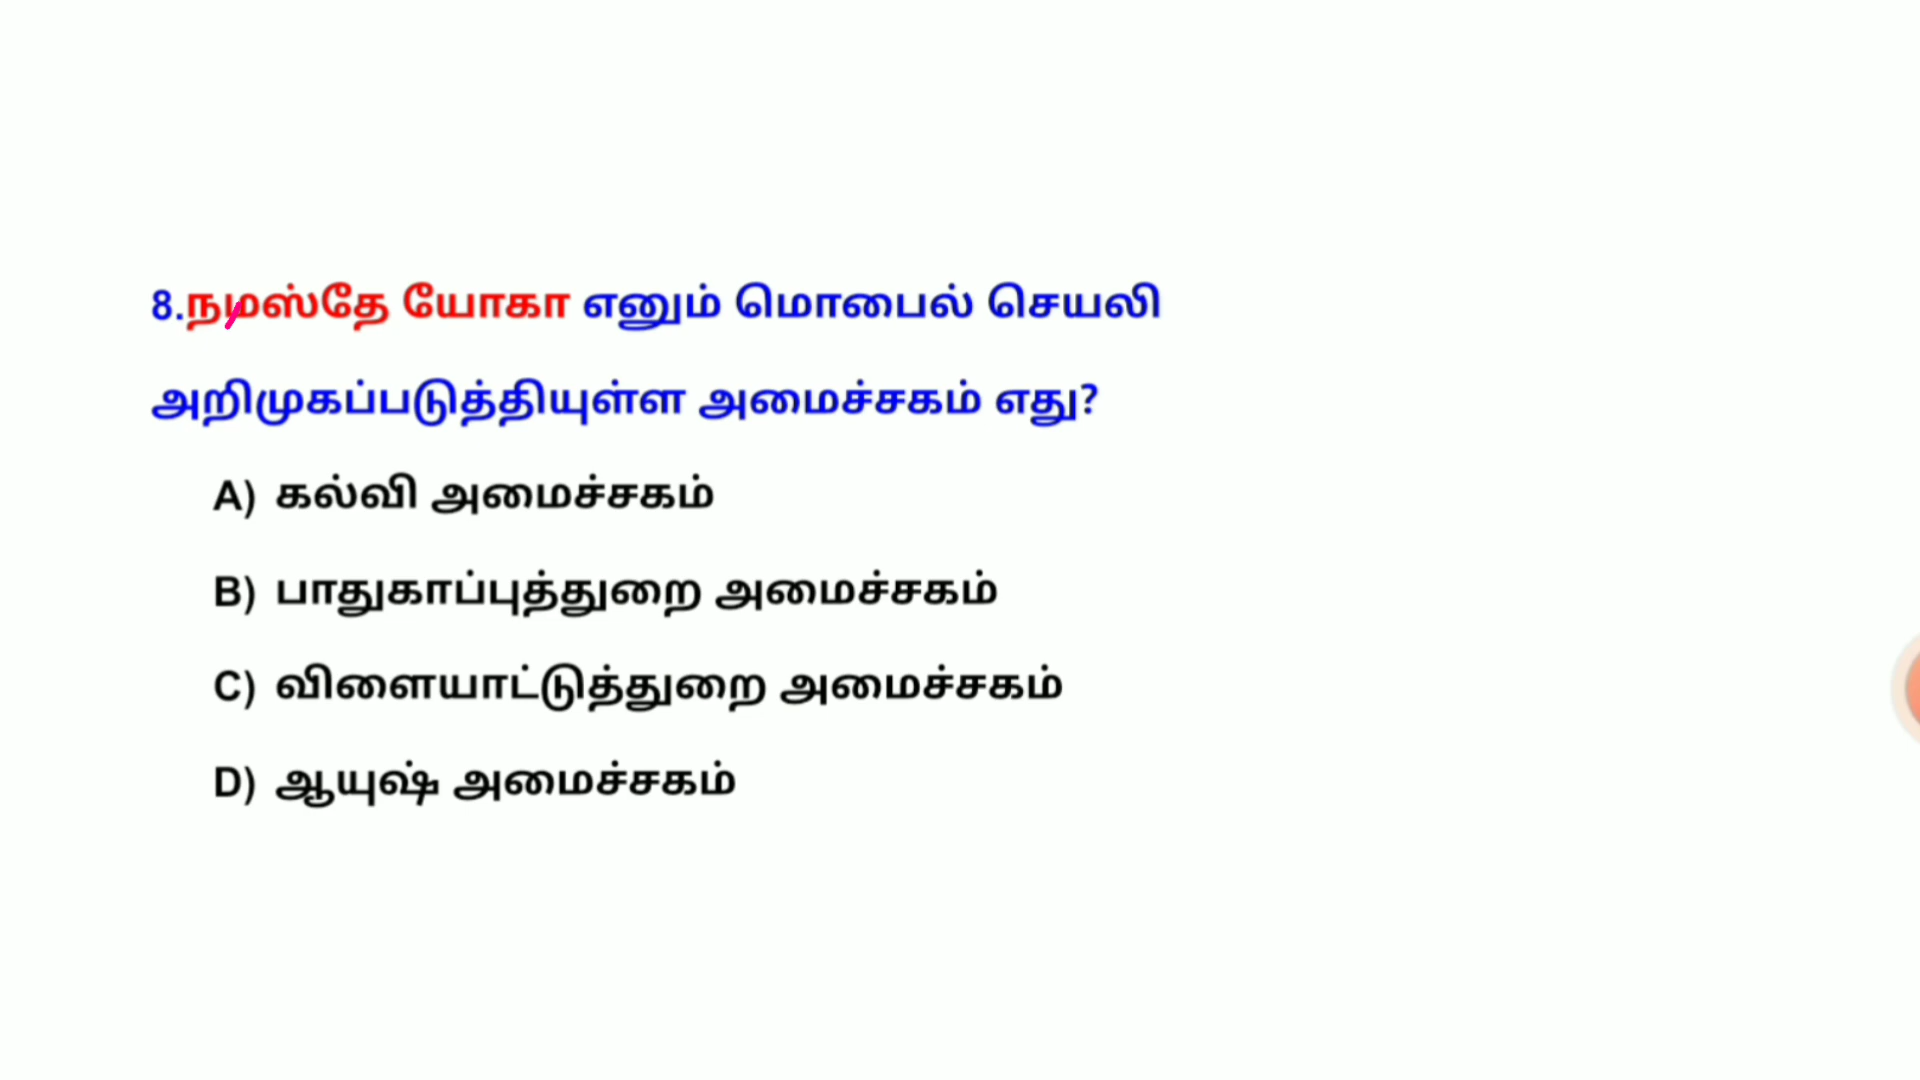 8.நமஸ்தே யோகா எனும் மொபைல் செயலி
அறிமுகப்படுத்தியுள்ள அமைச்சகம் எது?
A) கல்வி அமைச்சகம்
B) பாதுகாப்புத்துறை அமைச்சகம்
C) விளையாட்டுத்துறை அமைச்சகம்
D) ஆயுஷ் அமைச்சகம்